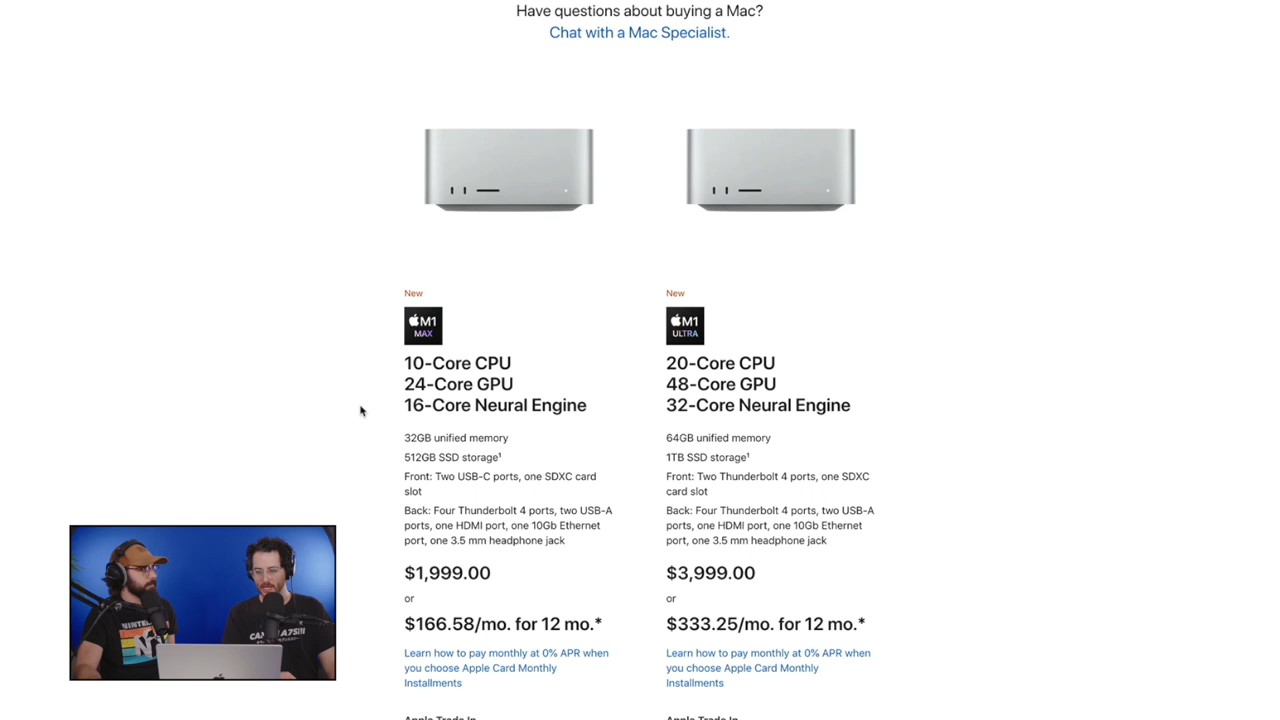 Have questions about buying a Mac?
Chat with a Mac Specialist.
New
M1
MAX
10-Core CPU
24-Core GPU
16-Core Neural Engine
32GB unified memory
512GB SSD storage¹
Front: Two USB-C ports, one SDXC card
slot
Back: Four Thunderbolt 4 ports, two USB-A
ports, one HDMI port, one 10Gb Ethernet
port, one 3.5 mm headphone jack
$1,999.00
or
$166.58/mo. for 12 mo.*
Learn how to pay monthly at 0% APR when
you choose Apple Card Monthly
Installments
Apple Trade In
New
M1
ULTRA
20-Core CPU
48-Core GPU
32-Core Neural Engine
64GB unified memory
1TB SSD storage¹
Front: Two Thunderbolt 4 ports, one SDXC
card slot
Back: Four Thunderbolt 4 ports, two USB-A
ports, one HDMI port, one 10Gb Ethernet
port, one 3.5 mm headphone jack
$3,999.00
or
$333.25/mo. for 12 mo.*
Learn how to pay monthly at 0% APR when
you choose Apple Card Monthly
Installments
Apple Trade In